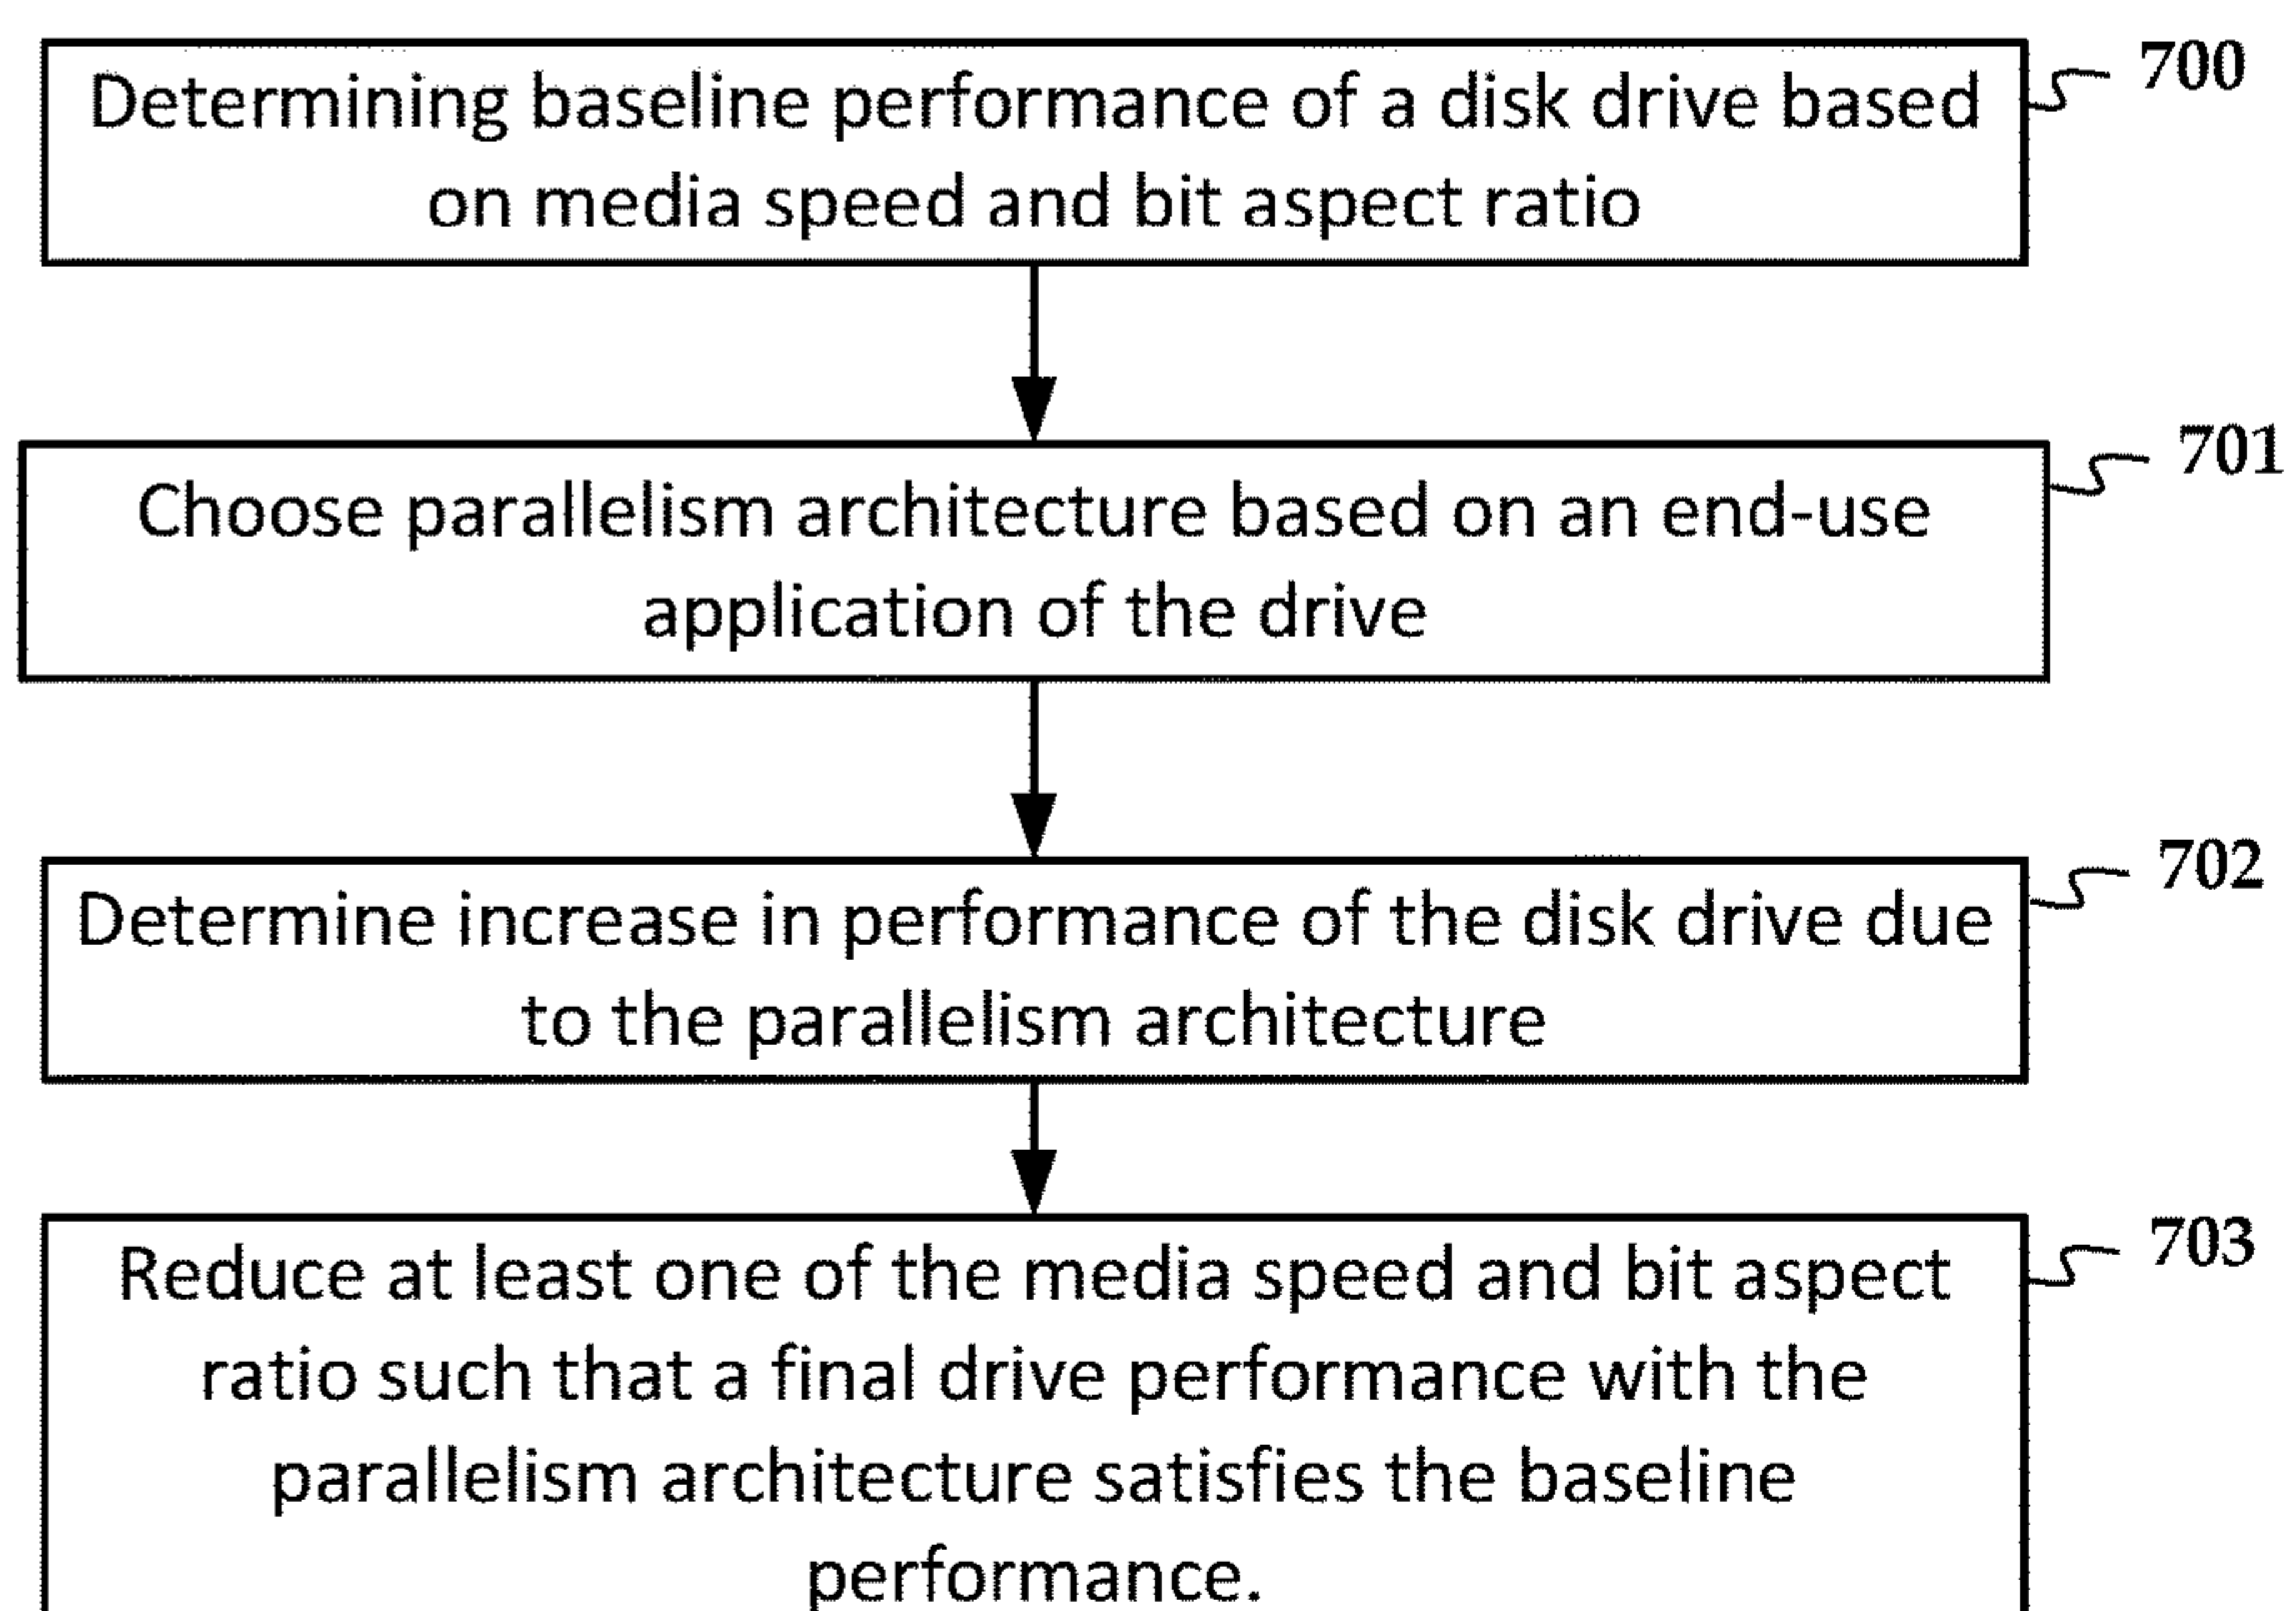 Determining baseline performance of a disk drive based
on media speed and bit aspect ratio
700
Choose parallelism architecture based on an end-use
application of the drive
701
Determine increase in performance of the disk drive due
to the parallelism architecture
702
Reduce at least one of the media speed and bit aspect
ratio such that a final drive performance with the
parallelism architecture satisfies the baseline
performance.
703